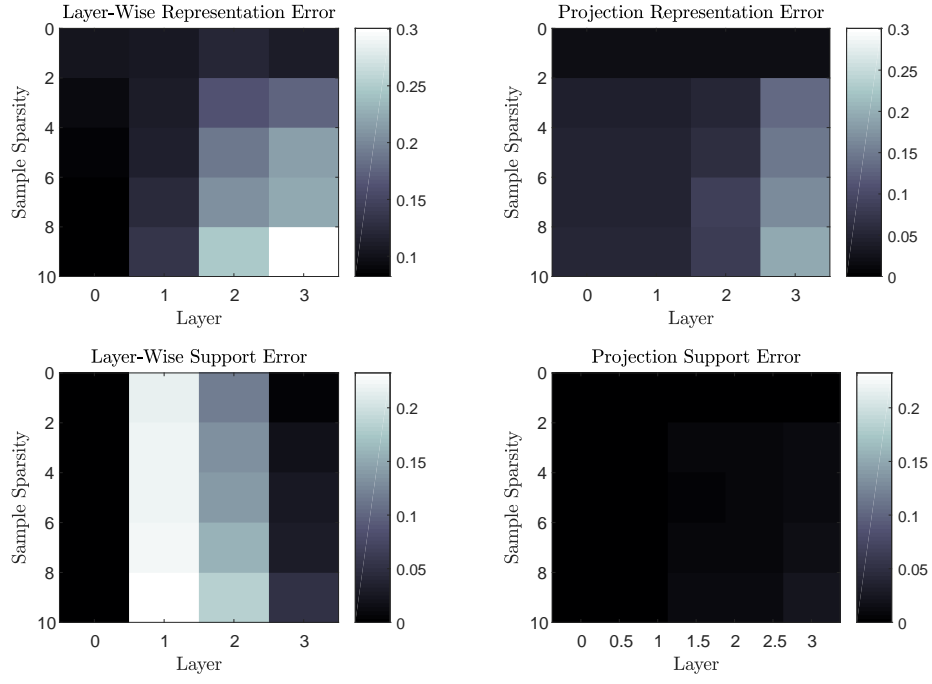 Layer-Wise Representation Error
0
2
4
6
8
10
Sample Sparsity
0 1 2 3
Layer
0.3
0.25
0.2
0.15
0.1
Projection Representation Error
0
2
4
6
8
10
Sample Sparsity
0 1 2 3
Layer
0.3
0.25
0.2
0.15
0.1
0.05
0
Layer-Wise Support Error
0
2
4
6
8
10
Sample Sparsity
0 1 2 3
Layer
0.2
0.15
0.1
0.05
0
Projection Support Error
0
2
4
6
8
10
Sample Sparsity
0 0.5 1 1.5 2 2.5 3
Layer
0.2
0.15
0.1
0.05
0